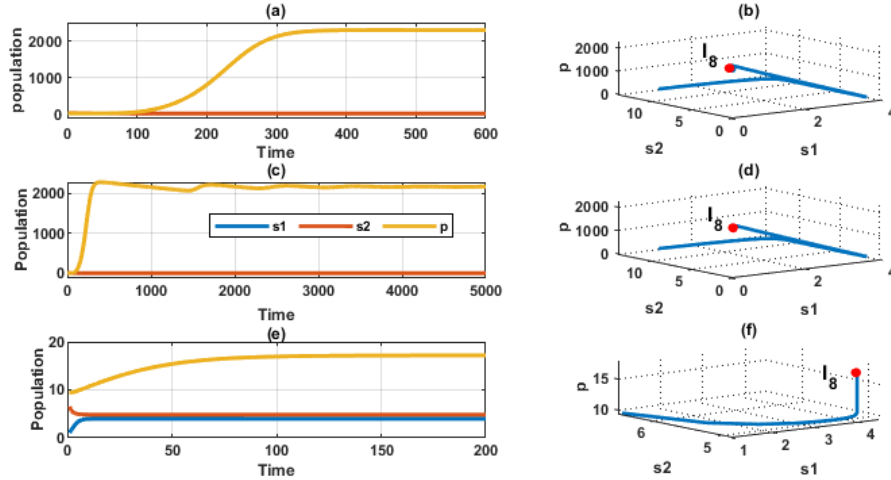 (a)
population
2000
1000
0
0 100 200 300 400 500 600
Time
(b)
I8
p
2000
1000
0
10 5 0
s2
0 2 4
s1
(c)
Population
2000
1000
0
s1 s2 p
0 1000 2000 3000 4000 5000
Time
(d)
I8
p
2000
1000
0
10 5 0
s2
0 2 4
s1
(e)
Population
20
10
0
0 50 100 150 200
Time
(f)
I8
p
15
10
6 5
s2
1 2 3 4
s1